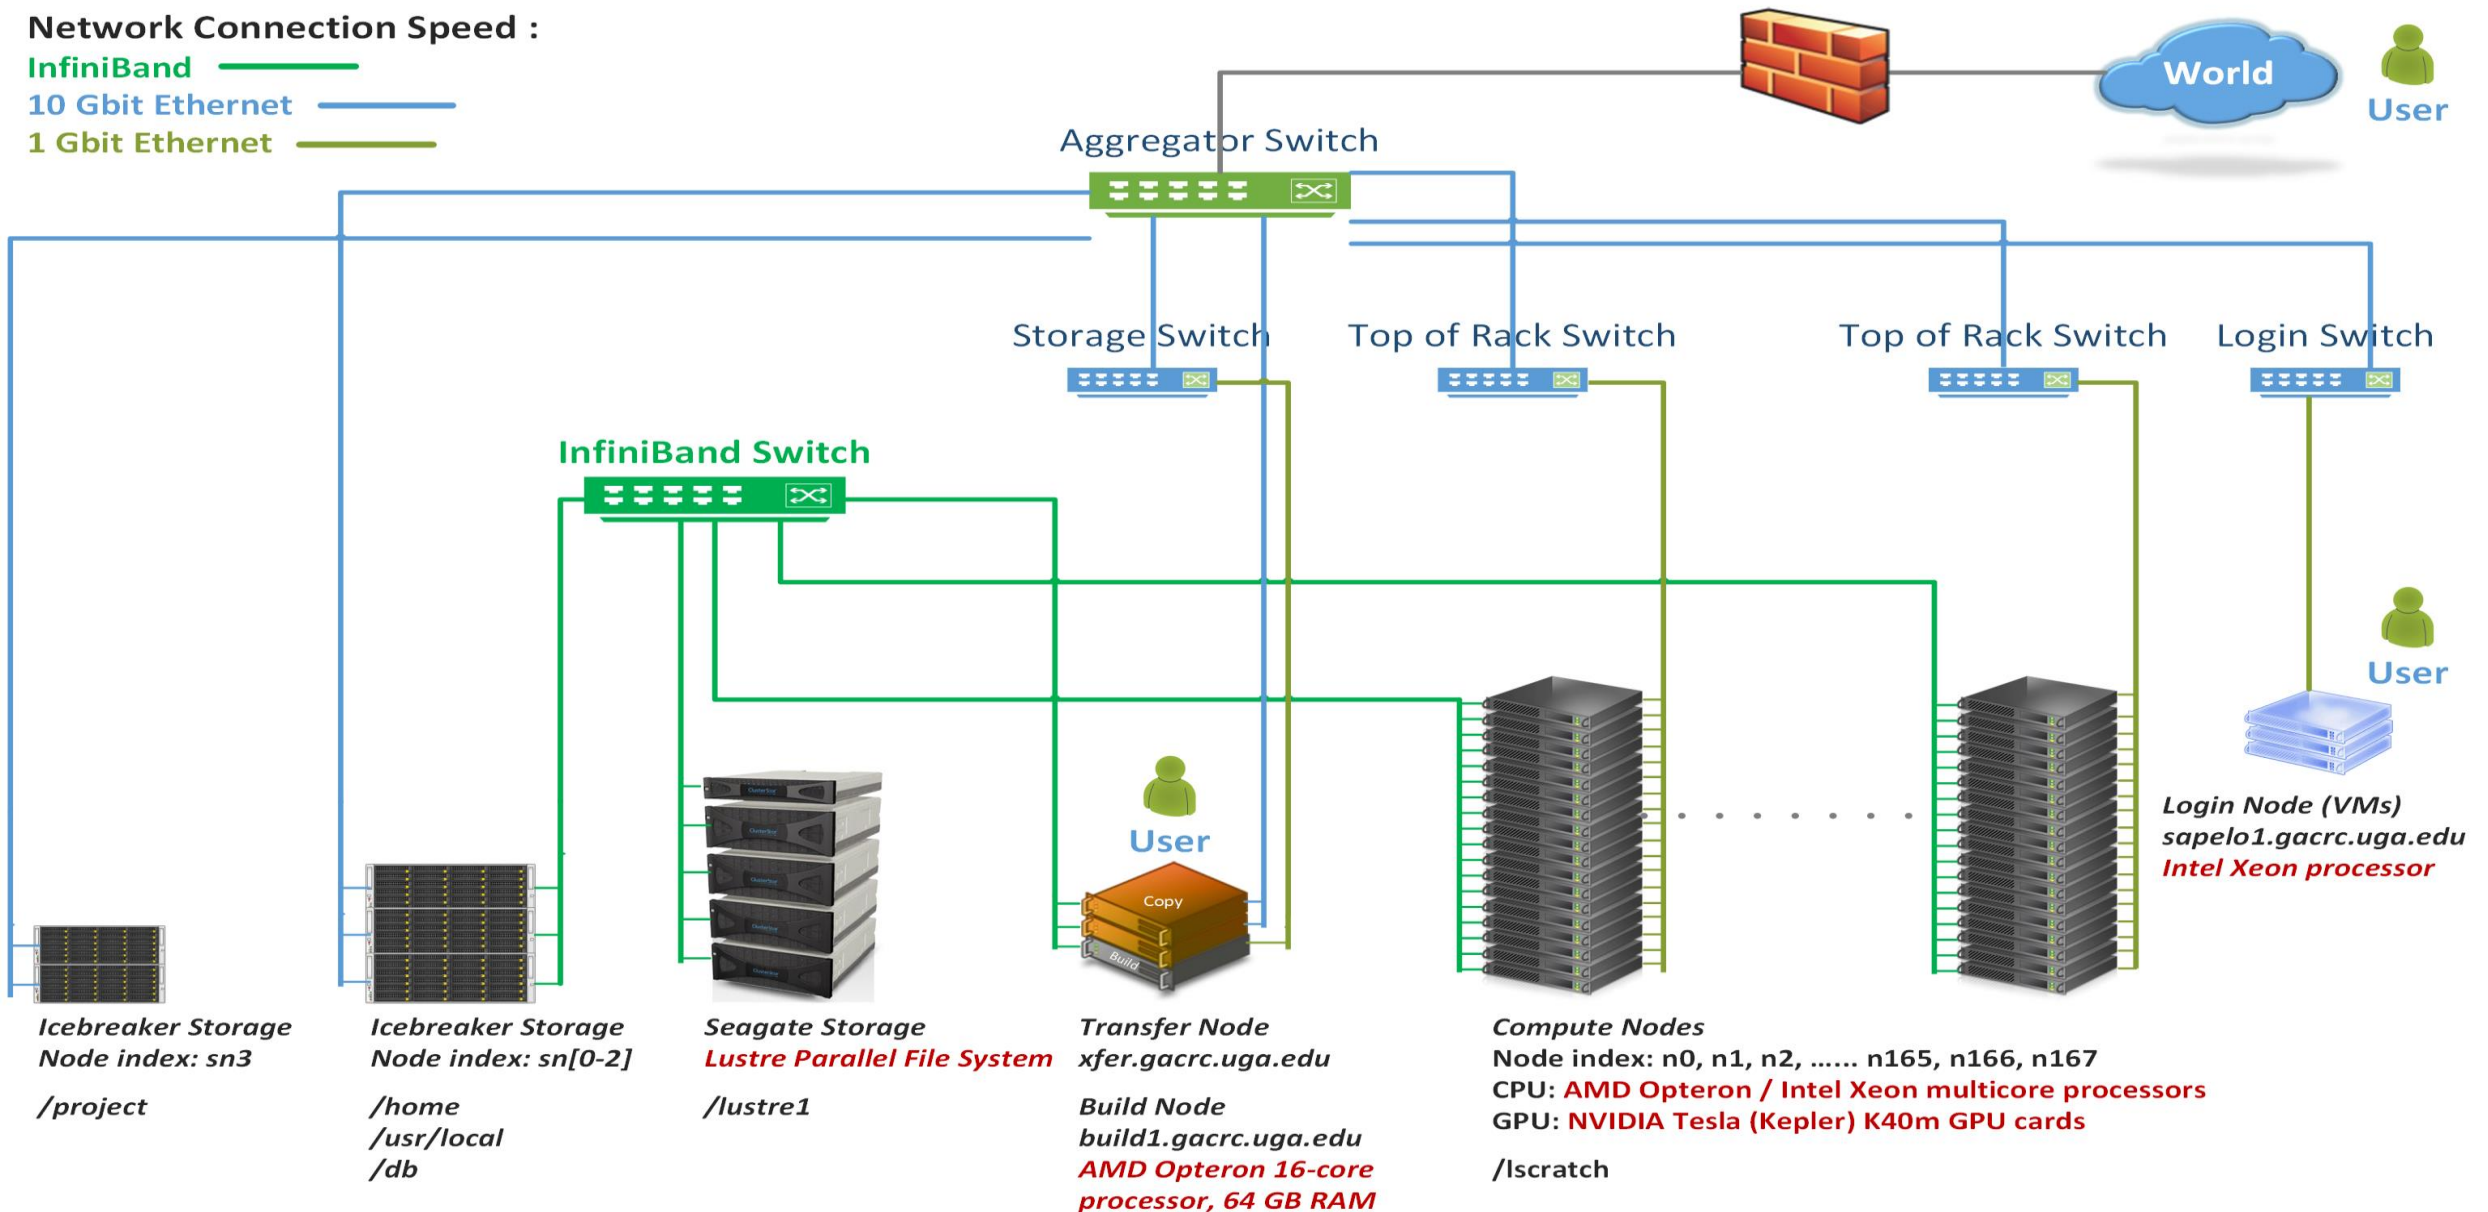 Network Connection Speed :
InfiniBand
10 Gbit Ethernet
1 Gbit Ethernet
World
User
Aggregator Switch
Storage Switch
Top of Rack Switch
Top of Rack Switch
Login Switch
InfiniBand Switch
User
User
Copy
Build
Login Node (VMs)
sapelo1.gacrc.uga.edu
Intel Xeon processor
Icebreaker Storage
Node index: sn3
/project
Icebreaker Storage
Node index: sn[0-2]
/home
/usr/local
/db
Seagate Storage
Lustre Parallel File System
/lustre1
Transfer Node
xfer.gacrc.uga.edu
Build Node
build1.gacrc.uga.edu
AMD Opteron 16-core
processor, 64 GB RAM
Compute Nodes
Node index: n0, n1, n2, ...... n165, n166, n167
CPU: AMD Opteron / Intel Xeon multicore processors
GPU: NVIDIA Tesla (Kepler) K40m GPU cards
/lscratch